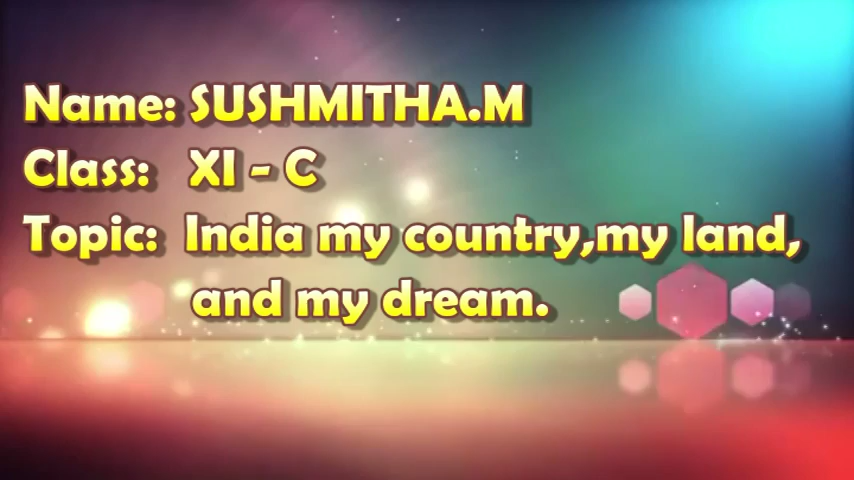 Name: SUSHMITHA.M
Class: XI - C
Topic: India my country,my land,
and my dream.